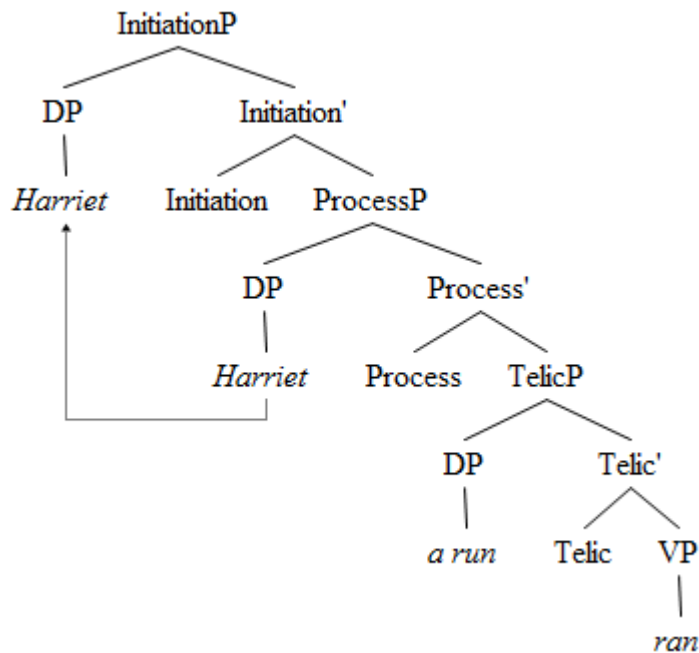 InitiationP
DP Initiation'
Harriet Initiation ProcessP
DP Process'
Harriet Process TelicP
DP Telic'
a run Telic VP
ran